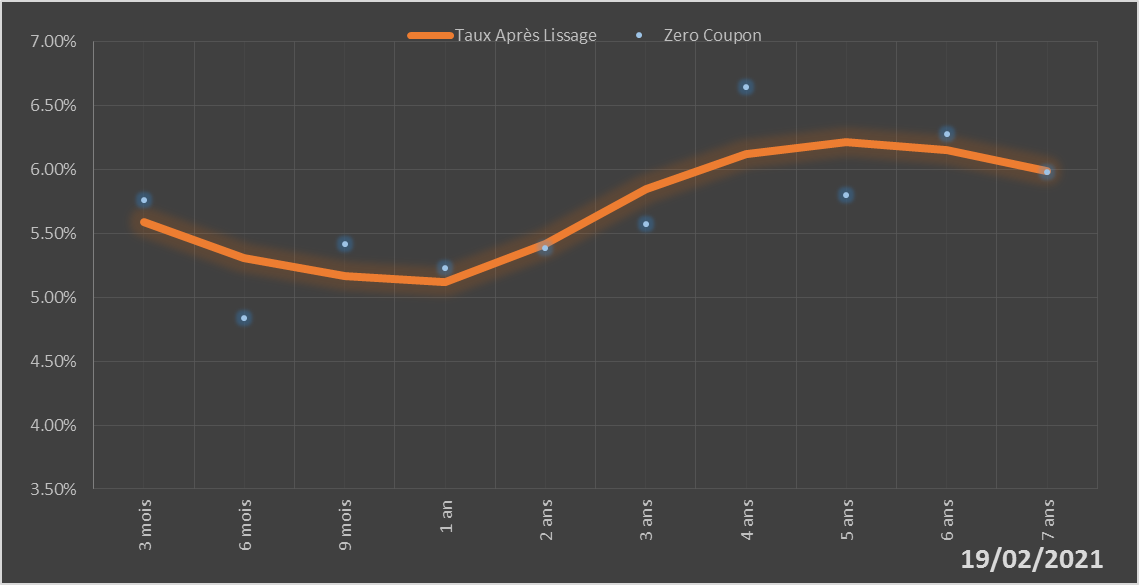 Taux Après Lissage
Zero Coupon
7.00%
6.50%
6.00%
5.50%
5.00%
4.50%
4.00%
3.50%
3 mois
6 mois
9 mois
1 an
2 ans
3 ans
4 ans
5 ans
6 ans
7 ans
19/02/2021